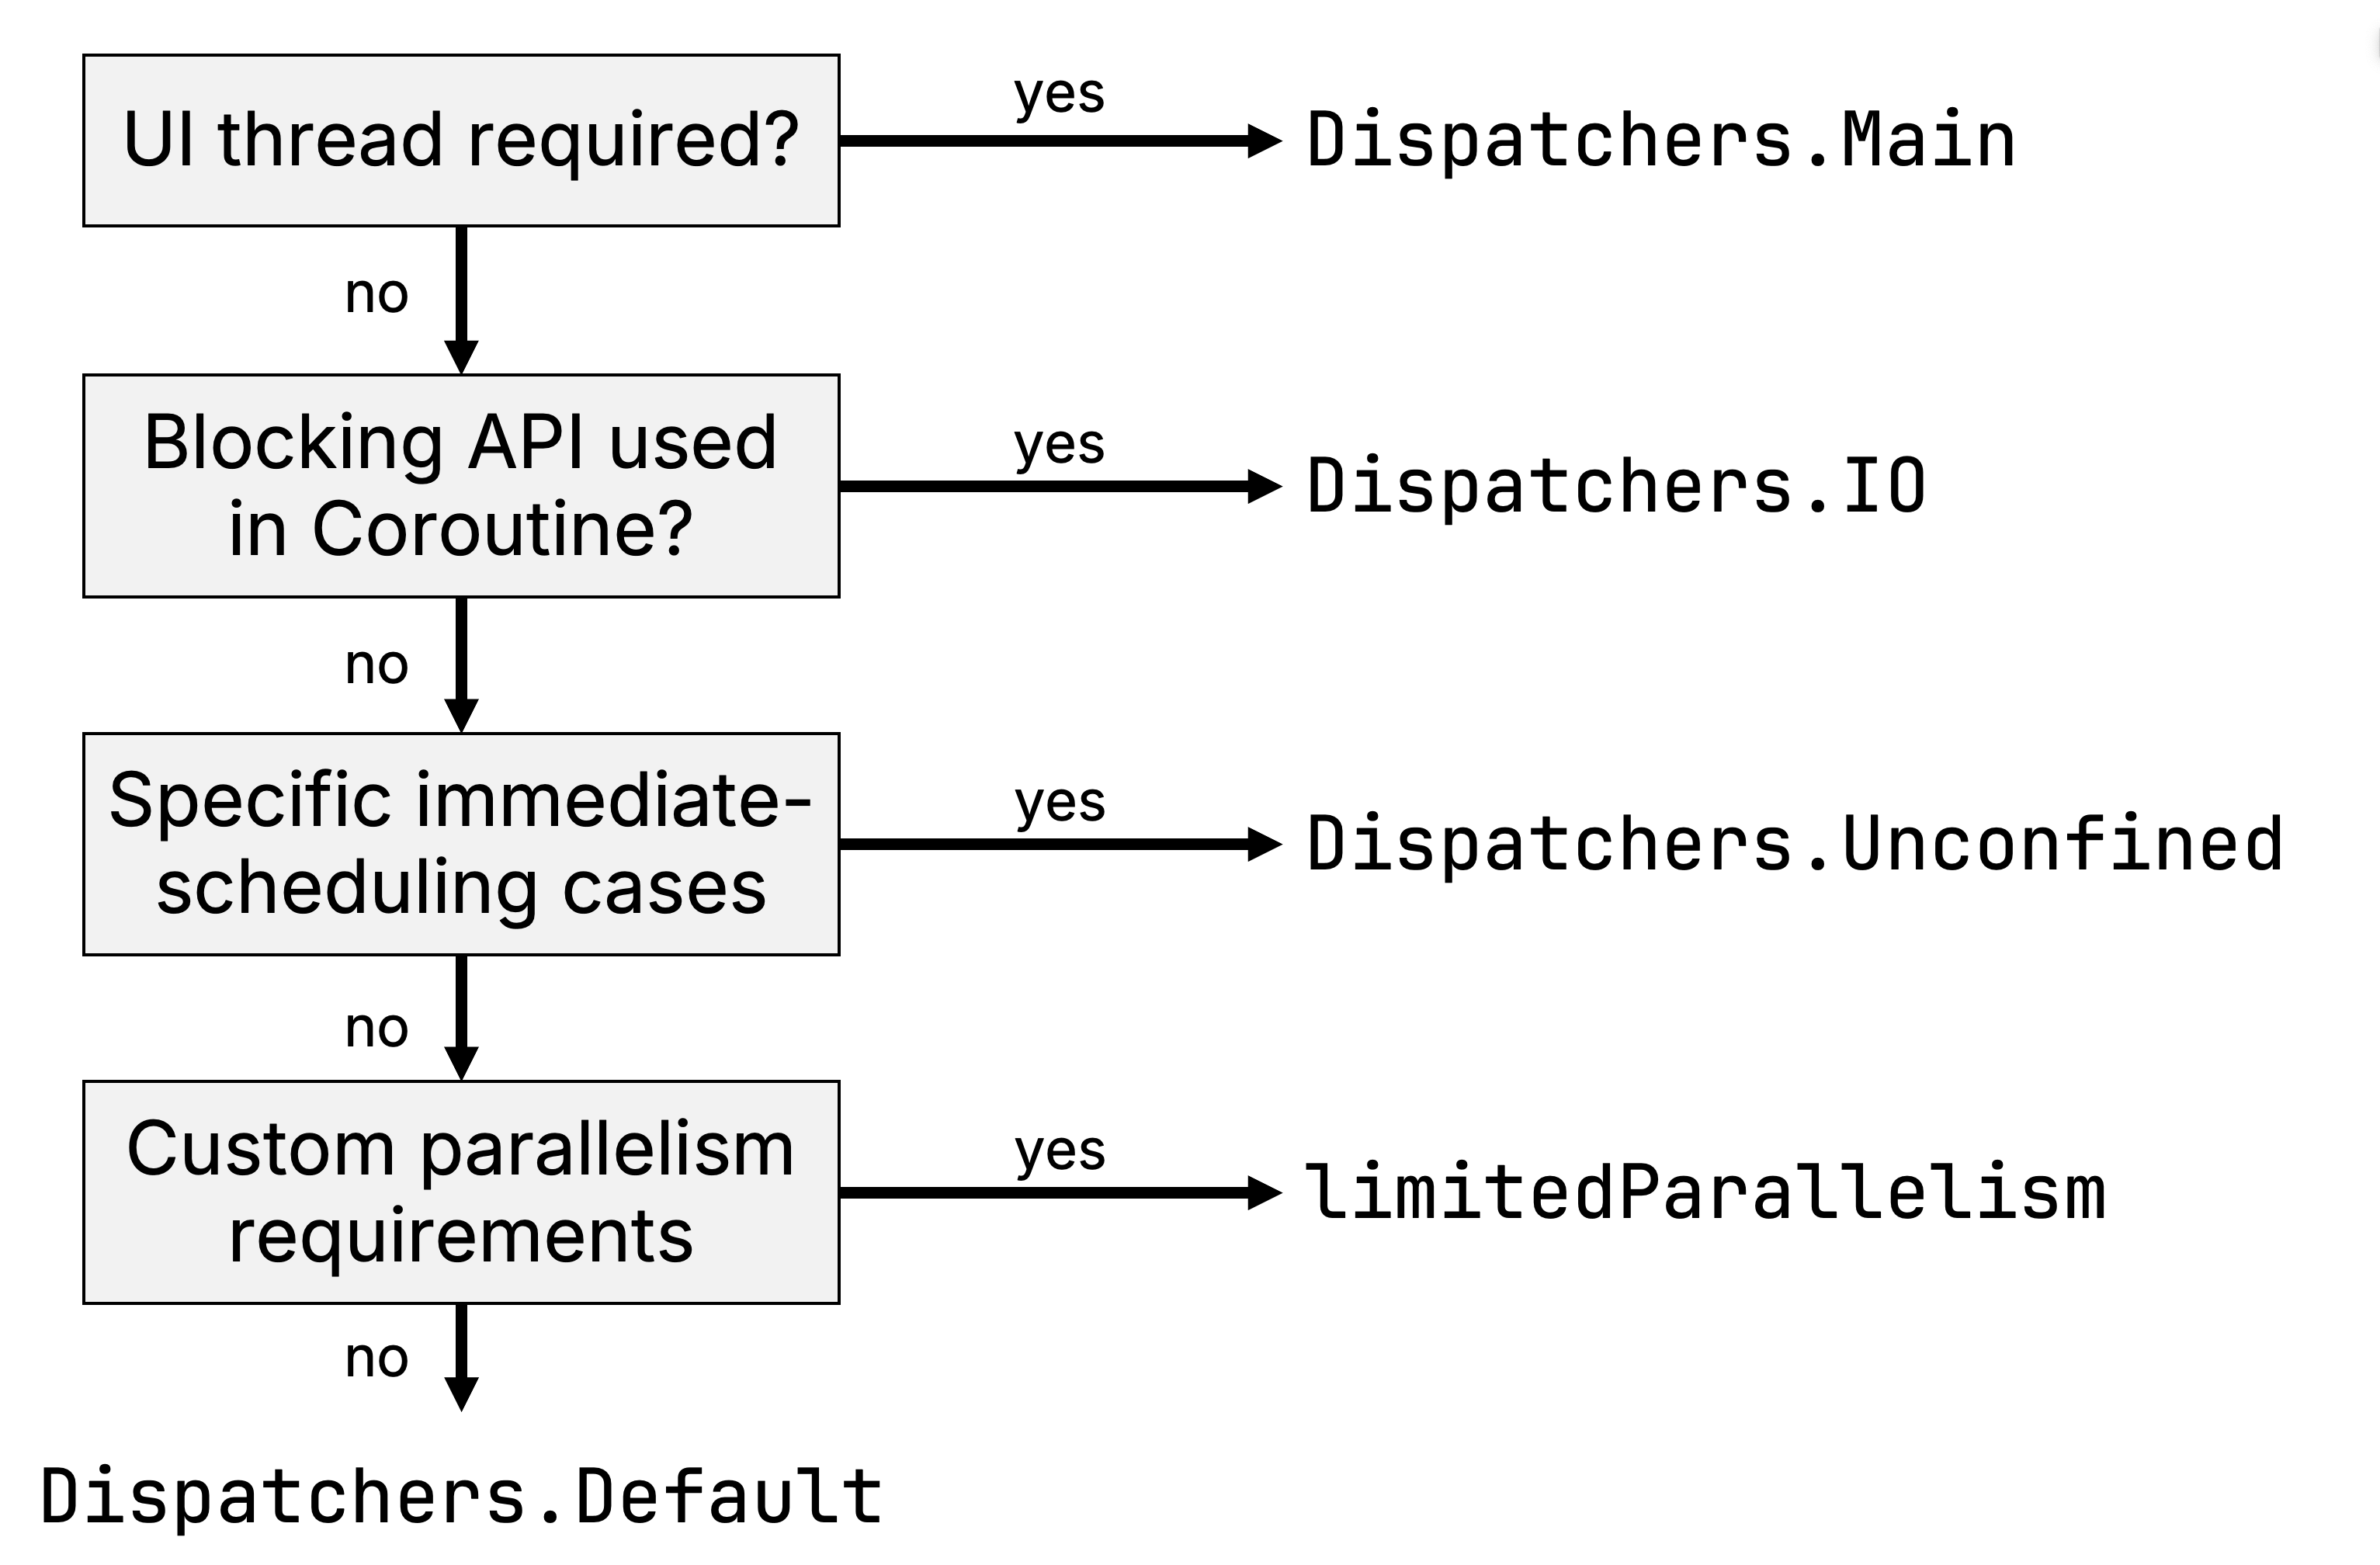 UI thread required?
yes
Dispatchers.Main
no
Blocking API used
in Coroutine?
yes
Dispatchers.IO
no
Specific immediate-
scheduling cases
yes
Dispatchers.Unconfined
no
Custom parallelism
requirements
yes
limitedParallelism
no
Dispatchers.Default